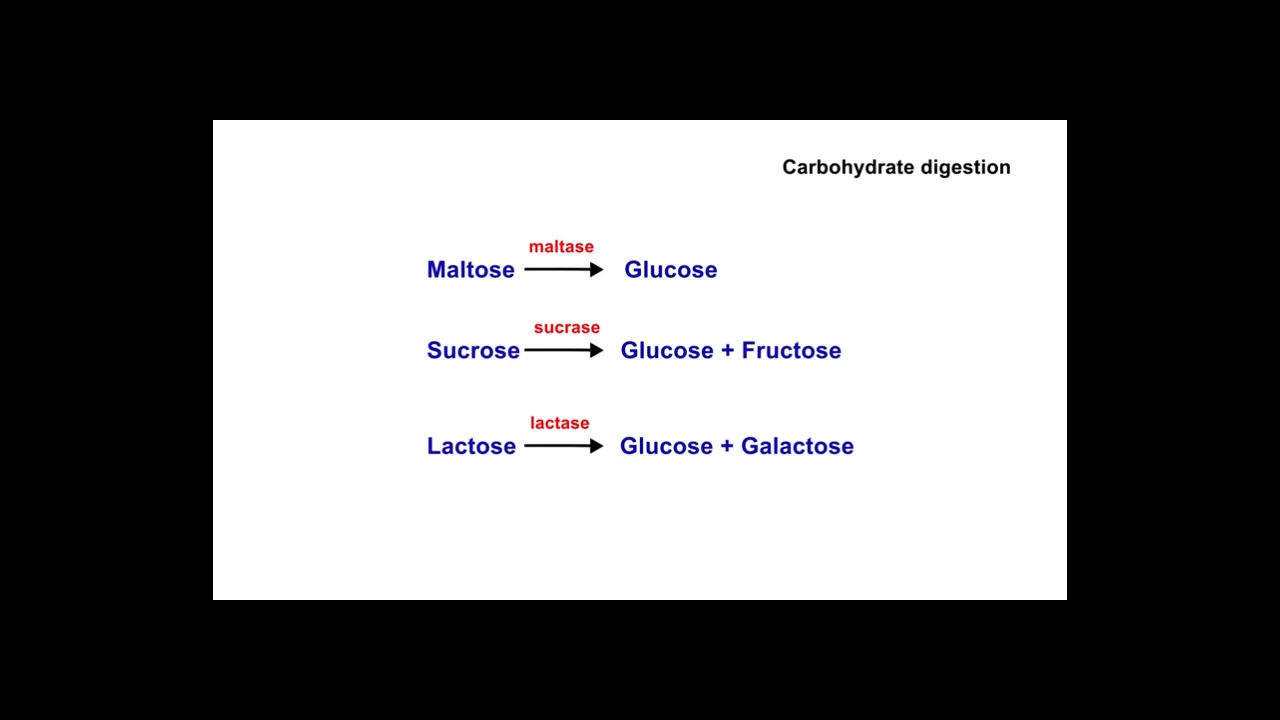 Carbohydrate digestion
maltase
Maltose Glucose
sucrase
Sucrose Glucose + Fructose
lactase
Lactose Glucose + Galactose